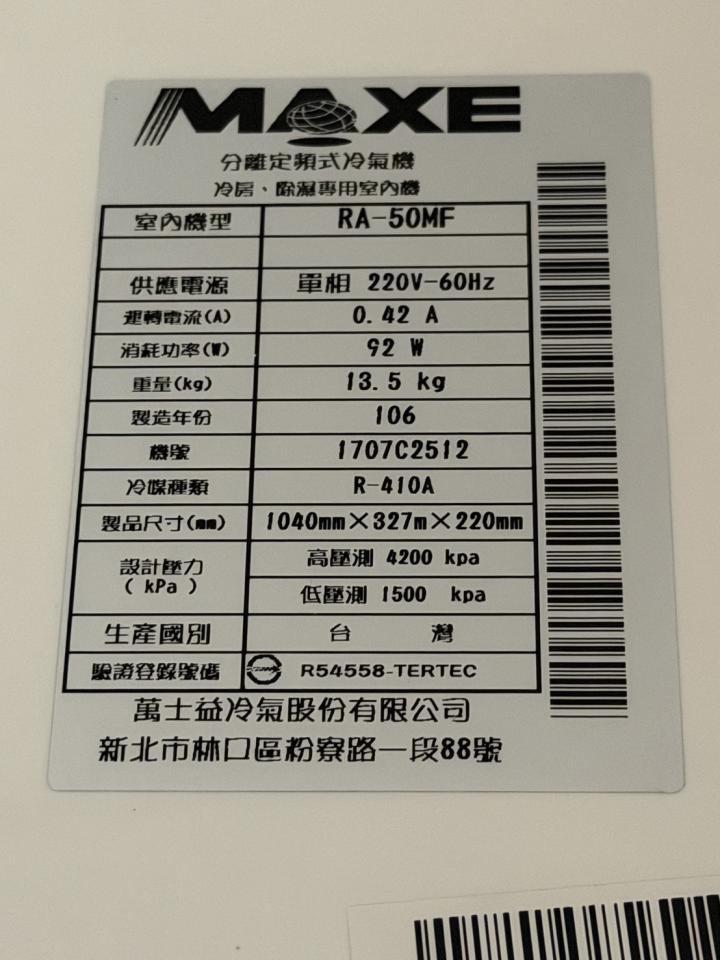 MAXE
分離定頻式冷氣機
冷房、除濕專用室內機
室內機型 RA-50MF
供應電源 單相 220V-60Hz
運轉電流(A) 0.42 A
消耗功率(W) 92 W
重量(kg) 13.5 kg
製造年份 106
機號 1707C2512
冷媒種類 R-410A
製品尺寸(mm) 1040mm×327m×220mm
設計壓力 (kPa) 高壓測 4200 kpa
低壓測 1500 kpa
生產國別 台 灣
驗證登錄號碼 R54558-TERTEC
萬士益冷氣股份有限公司
新北市林口區粉寮路一段88號